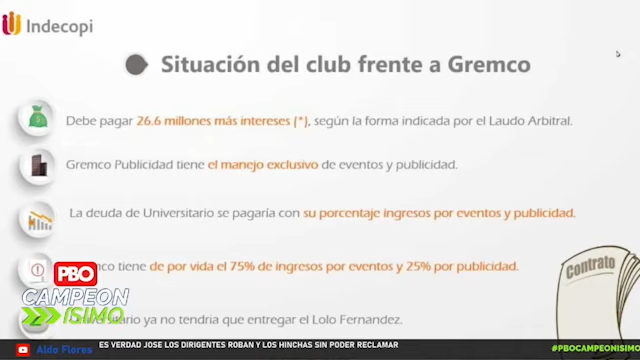 Indecopi
Situación del club frente a Gremco
Debe pagar 26.6 millones más intereses (*), según la forma indicada por el Laudo Arbitral.
Gremco Publicidad tiene el manejo exclusivo de eventos y publicidad.
La deuda de Universitario se pagaría con su porcentaje ingresos por eventos y publicidad.
tiene de por vida el 75% de ingresos por eventos y 25% por publicidad.
ya no tendria que entregar el Lolo Fernandez.
Contrato
PBO
CAMPEON
ÍSIMO
ES VERDAD JOSE LOS DIRIGENTES ROBAN Y LOS HINCHAS SIN PODER RECLAMAR
Aldo Flores
#PBOCAMPEONISIMO